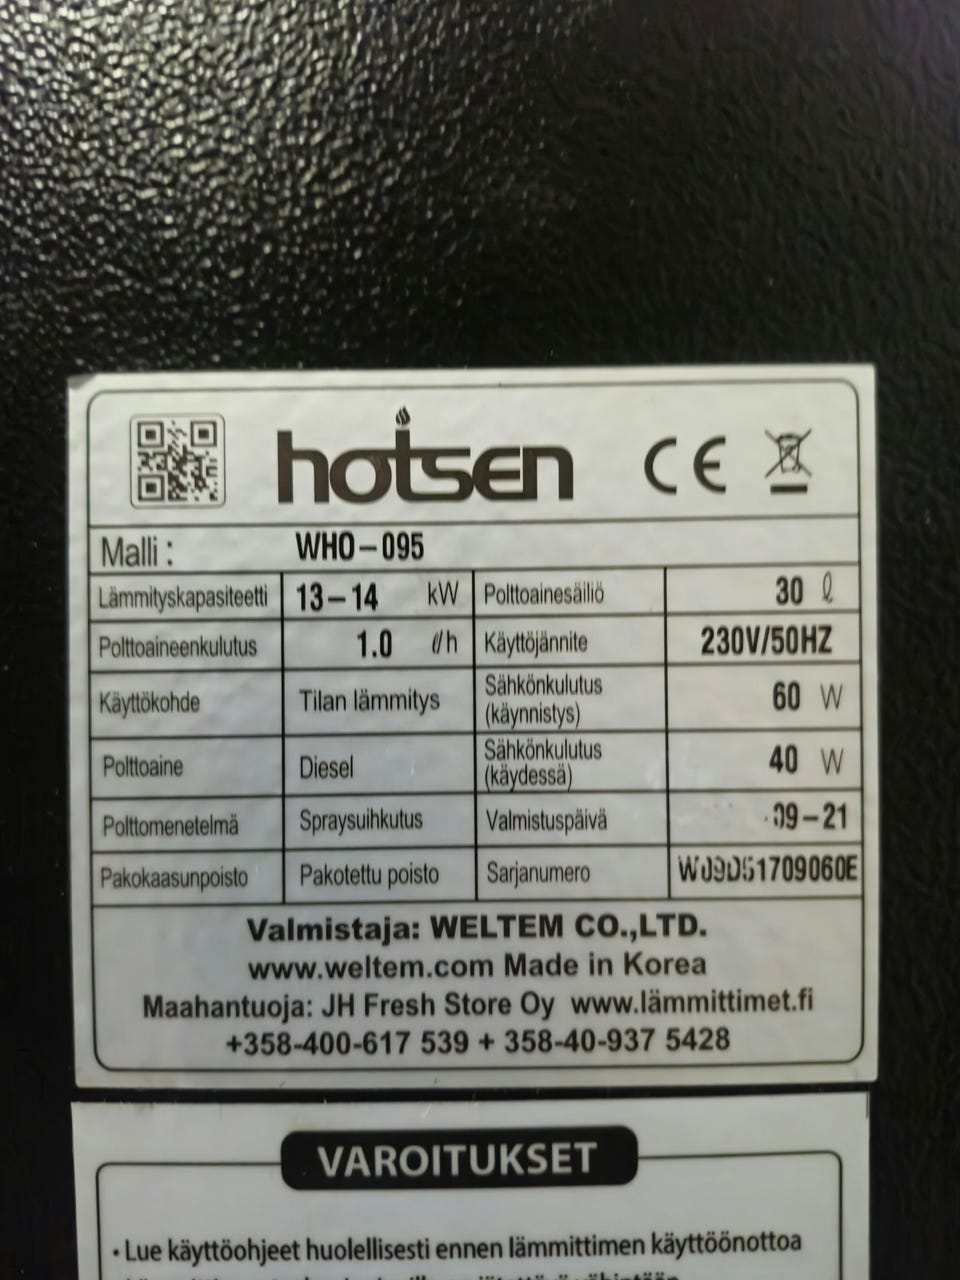 hotsen CE
Malli : WHO-095
Lämmityskapasiteetti 13-14 kW Polttoainesäiliö 30 ℓ
Polttoaineenkulutus 1.0 ℓ/h Käyttöjännite 230V/50HZ
Käyttökohde Tilan lämmitys Sähkönkulutus (käynnistys) 60 W
Polttoaine Diesel Sähkönkulutus (käydessä) 40 W
Polttomenetelmä Spraysuihkutus Valmistuspäivä 09-21
Pakokaasunpoisto Pakotettu poisto Sarjanumero
Valmistaja: WELTEM CO.,LTD.
www.weltem.com Made in Korea
Maahantuoja: JH Fresh Store Oy www.lämmittimet.fi
+358-400-617 539 + 358-40-937 5428
VAROITUKSET
• Lue käyttöohjeet huolellisesti ennen lämmittimen käyttöönottoa